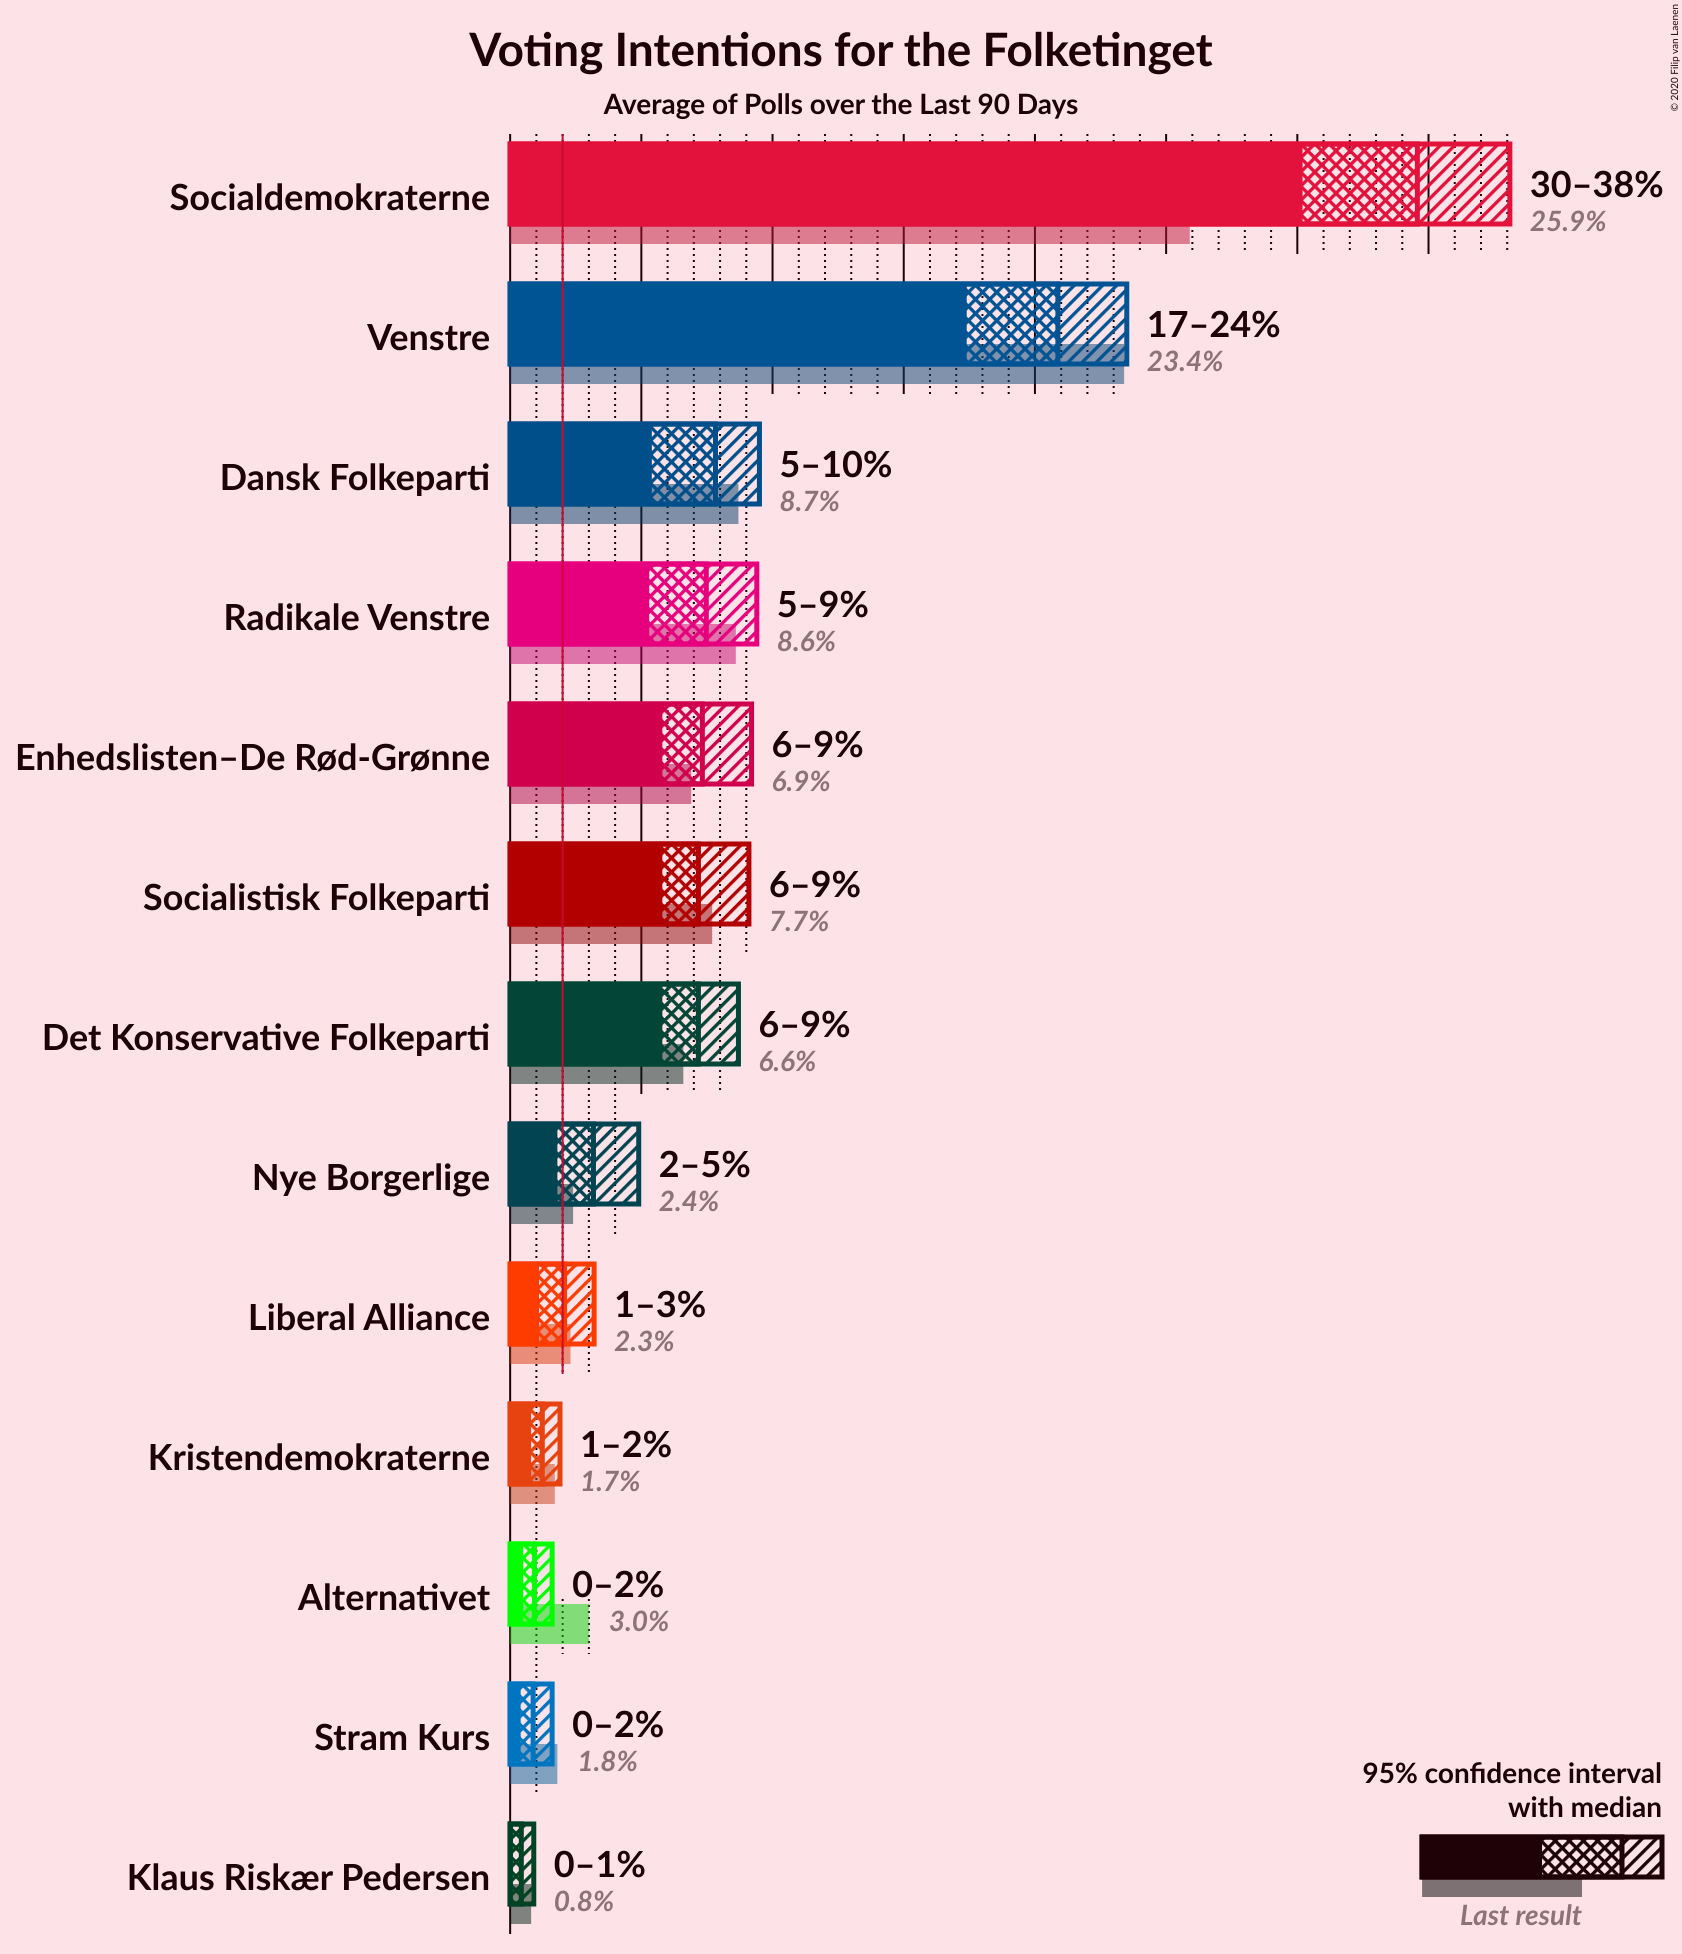 Voting Intentions for the Folketinget
Average of Polls over the Last 90 Days
© 2020 Filip van Laenen
Socialdemokraterne
30–38%
25.9%
Venstre
17–24%
23.4%
Dansk Folkeparti
5–10%
8.7%
Radikale Venstre
5–9%
8.6%
Enhedslisten–De Rød-Grønne
6–9%
6.9%
Socialistisk Folkeparti
6–9%
7.7%
Det Konservative Folkeparti
6–9%
6.6%
Nye Borgerlige
2–5%
2.4%
Liberal Alliance
1–3%
2.3%
Kristendemokraterne
1–2%
1.7%
Alternativet
0–2%
3.0%
Stram Kurs
0–2%
1.8%
Klaus Riskær Pedersen
0–1%
0.8%
95% confidence interval
with median
Last result